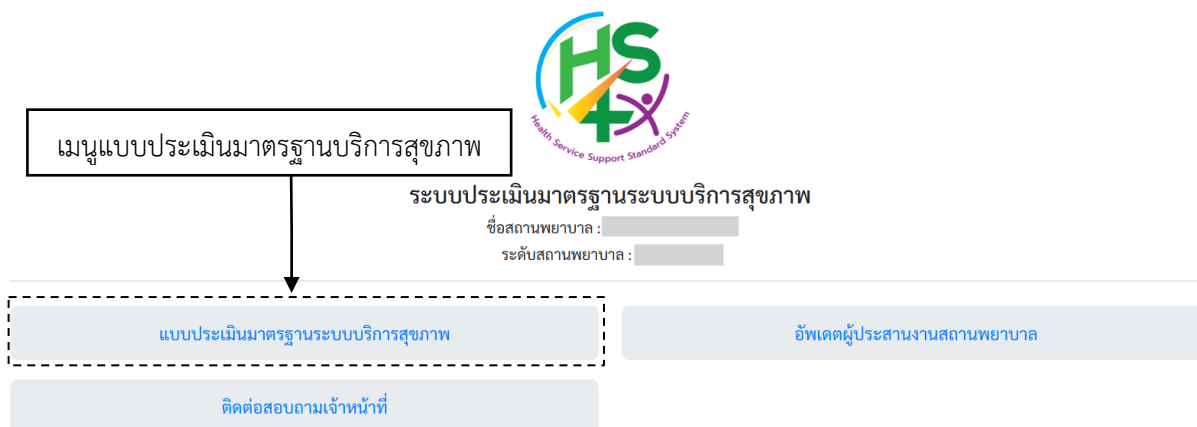 HS4
Health Service Support Standard System
เมนูแบบประเมินมาตรฐานบริการสุขภาพ
ระบบประเมินมาตรฐานระบบบริการสุขภาพ
ชื่อสถานพยาบาล :
ระดับสถานพยาบาล :
แบบประเมินมาตรฐานระบบบริการสุขภาพ
อัพเดตผู้ประสานงานสถานพยาบาล
ติดต่อสอบถามเจ้าหน้าที่